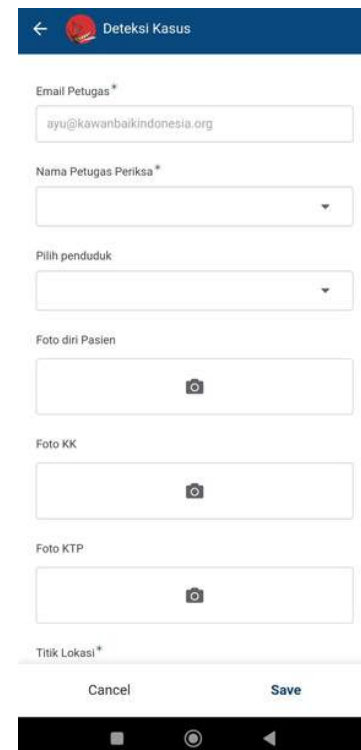 Deteksi Kasus
Email Petugas*
ayu@kawanbaikindonesia.org
Nama Petugas Periksa*
Pilih penduduk
Foto diri Pasien
Foto KK
Foto KTP
Titik Lokasi*
Cancel Save